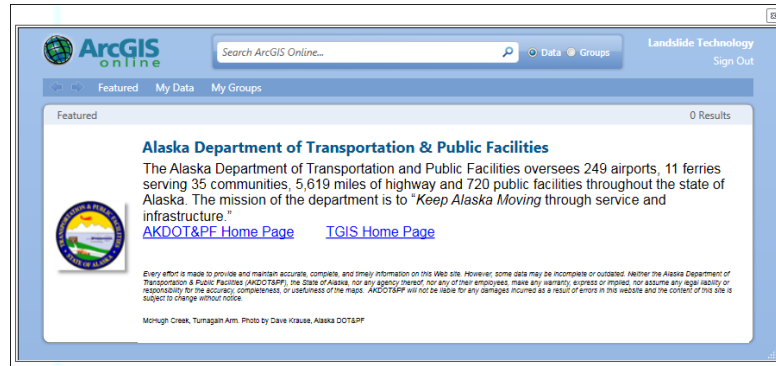 ArcGIS
online
Search ArcGIS Online...
Data Groups
Landslide Technology
Sign Out
Featured My Data My Groups
Featured 0 Results
Alaska Department of Transportation & Public Facilities
The Alaska Department of Transportation and Public Facilities oversees 249 airports, 11 ferries
serving 35 communities, 5,619 miles of highway and 720 public facilities throughout the state of
Alaska. The mission of the department is to “Keep Alaska Moving through service and
infrastructure.”
AKDOT&PF Home Page TGIS Home Page
Every effort is made to provide and maintain accurate, complete, and timely information on this Web site. However, some data may be incomplete or outdated. Neither the Alaska Department of
Transportation & Public Facilities (AKDOT&PF), the State of Alaska, nor any agency thereof, nor any of their employees, make any warranty, express or implied, nor assume any legal liability or
responsibility for the accuracy, completeness, or usefulness of the maps. AKDOT&PF will not be liable for any damages incurred as a result of errors in this website and the content of this site is
subject to change without notice.
McHugh Creek, Turnagain Arm. Photo by Dave Krause, Alaska DOT&PF